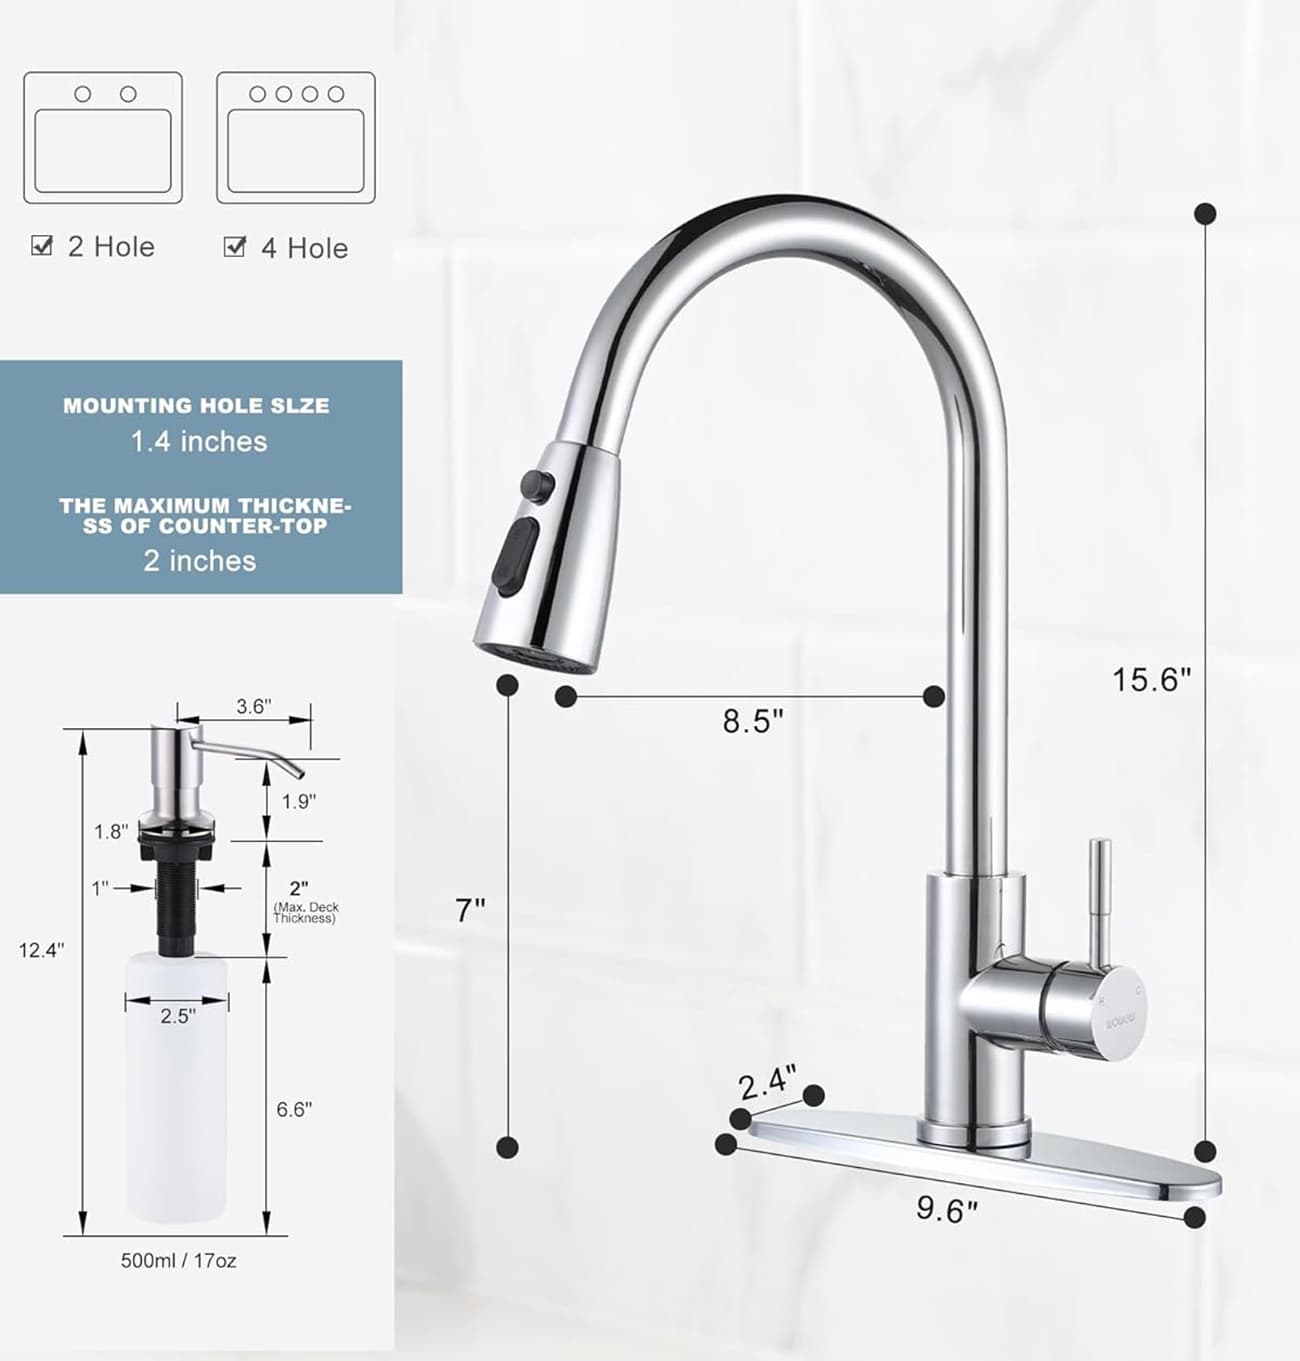 2 Hole
4 Hole
MOUNTING HOLE SLZE
1.4 inches
THE MAXIMUM THICKNE-
SS OF COUNTER-TOP
2 inches
3.6"
1.9"
1.8"
1"
2"
(Max. Deck
Thickness)
12.4"
2.5"
6.6"
500ml / 17oz
15.6"
8.5"
7"
H C
WOWOW
2.4"
9.6"